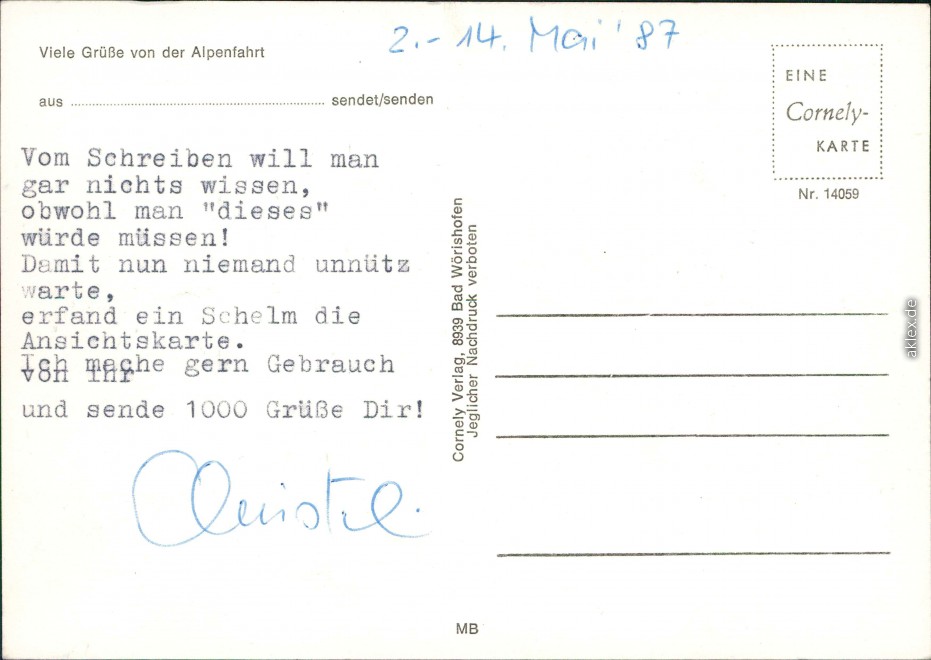 2.-14. Mai '87
Viele Grüße von der Alpenfahrt
aus ........................ sendet/senden
Vom Schreiben will man
gar nichts wissen,
obwohl man "dieses"
würde müssen!
Damit nun niemand unnütz
warte,
erfand ein Schelm die
Ansichtskarte.
Ich mache gern Gebrauch
von ihr
und sende 1000 Grüße Dir!
Christel.
Cornely Verlag, 8939 Bad Wörishofen
Jeglicher Nachdruck verboten
EINE
Cornely-
KARTE
Nr. 14059
MB
aklex.de